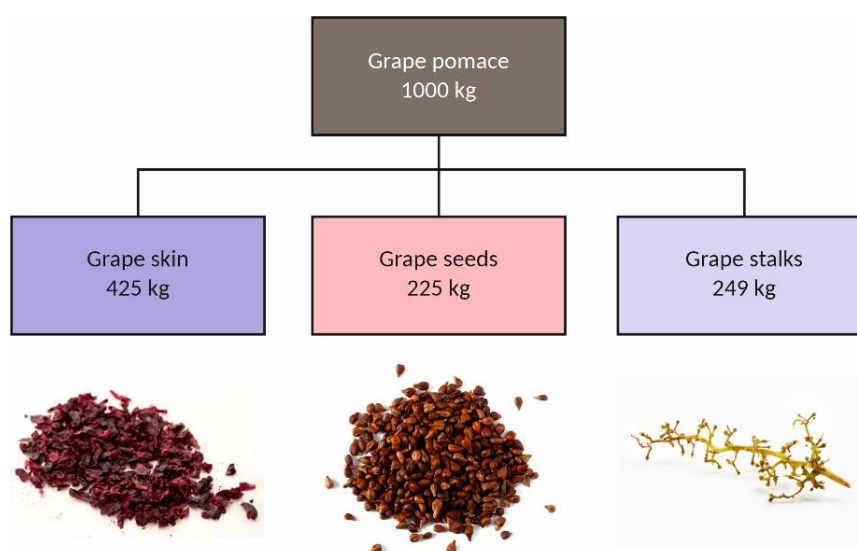 Grape pomace
1000 kg
Grape skin
425 kg
Grape seeds
225 kg
Grape stalks
249 kg